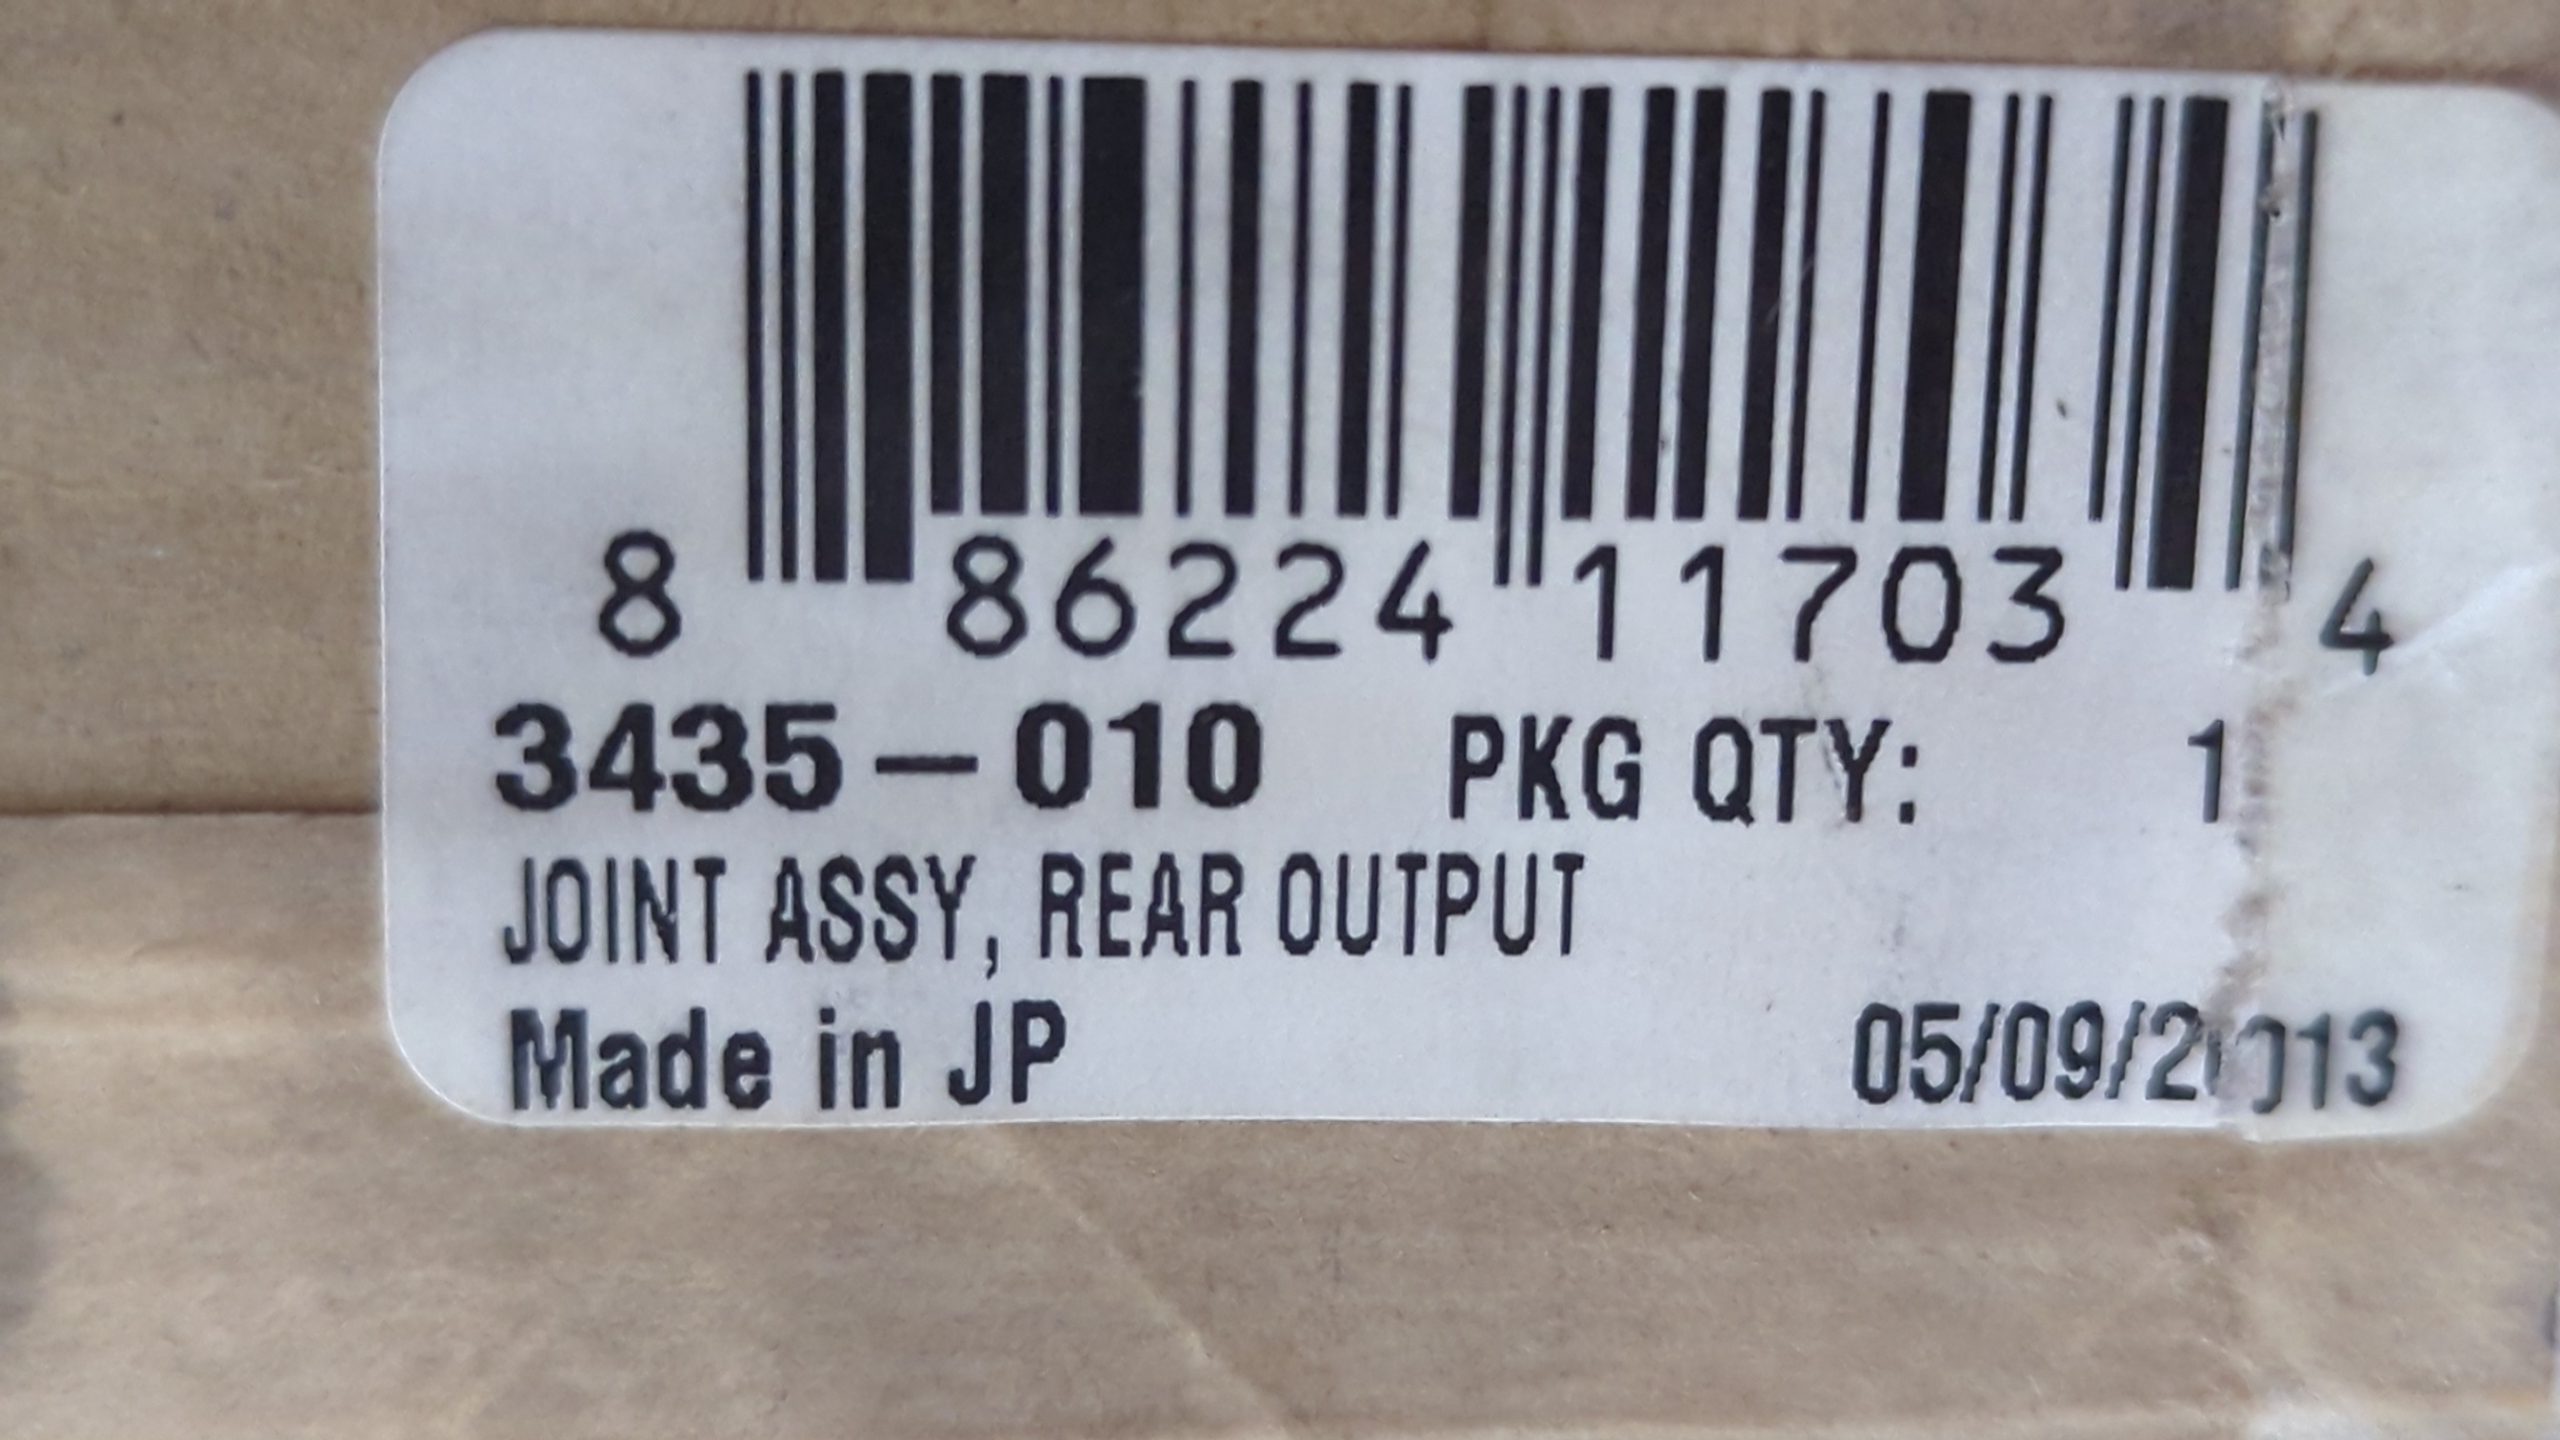 8 86224 11703 4
3435-010 PKG QTY: 1
JOINT ASSY, REAR OUTPUT
Made in JP 05/09/2013